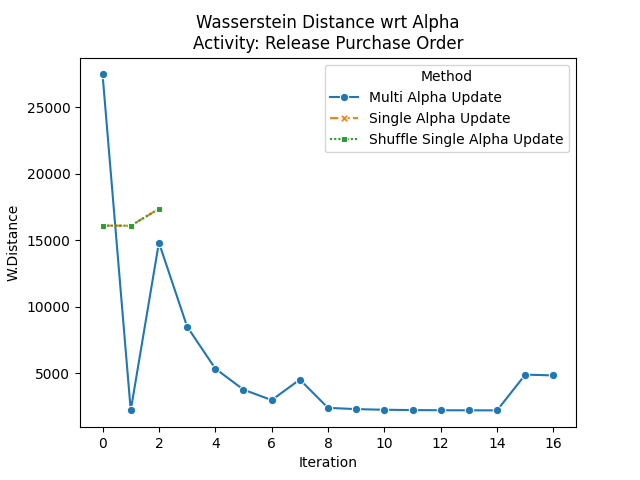 Wasserstein Distance wrt Alpha
Activity: Release Purchase Order
Method
Multi Alpha Update
Single Alpha Update
Shuffle Single Alpha Update
W.Distance
25000
20000
15000
10000
5000
0 2 4 6 8 10 12 14 16
Iteration